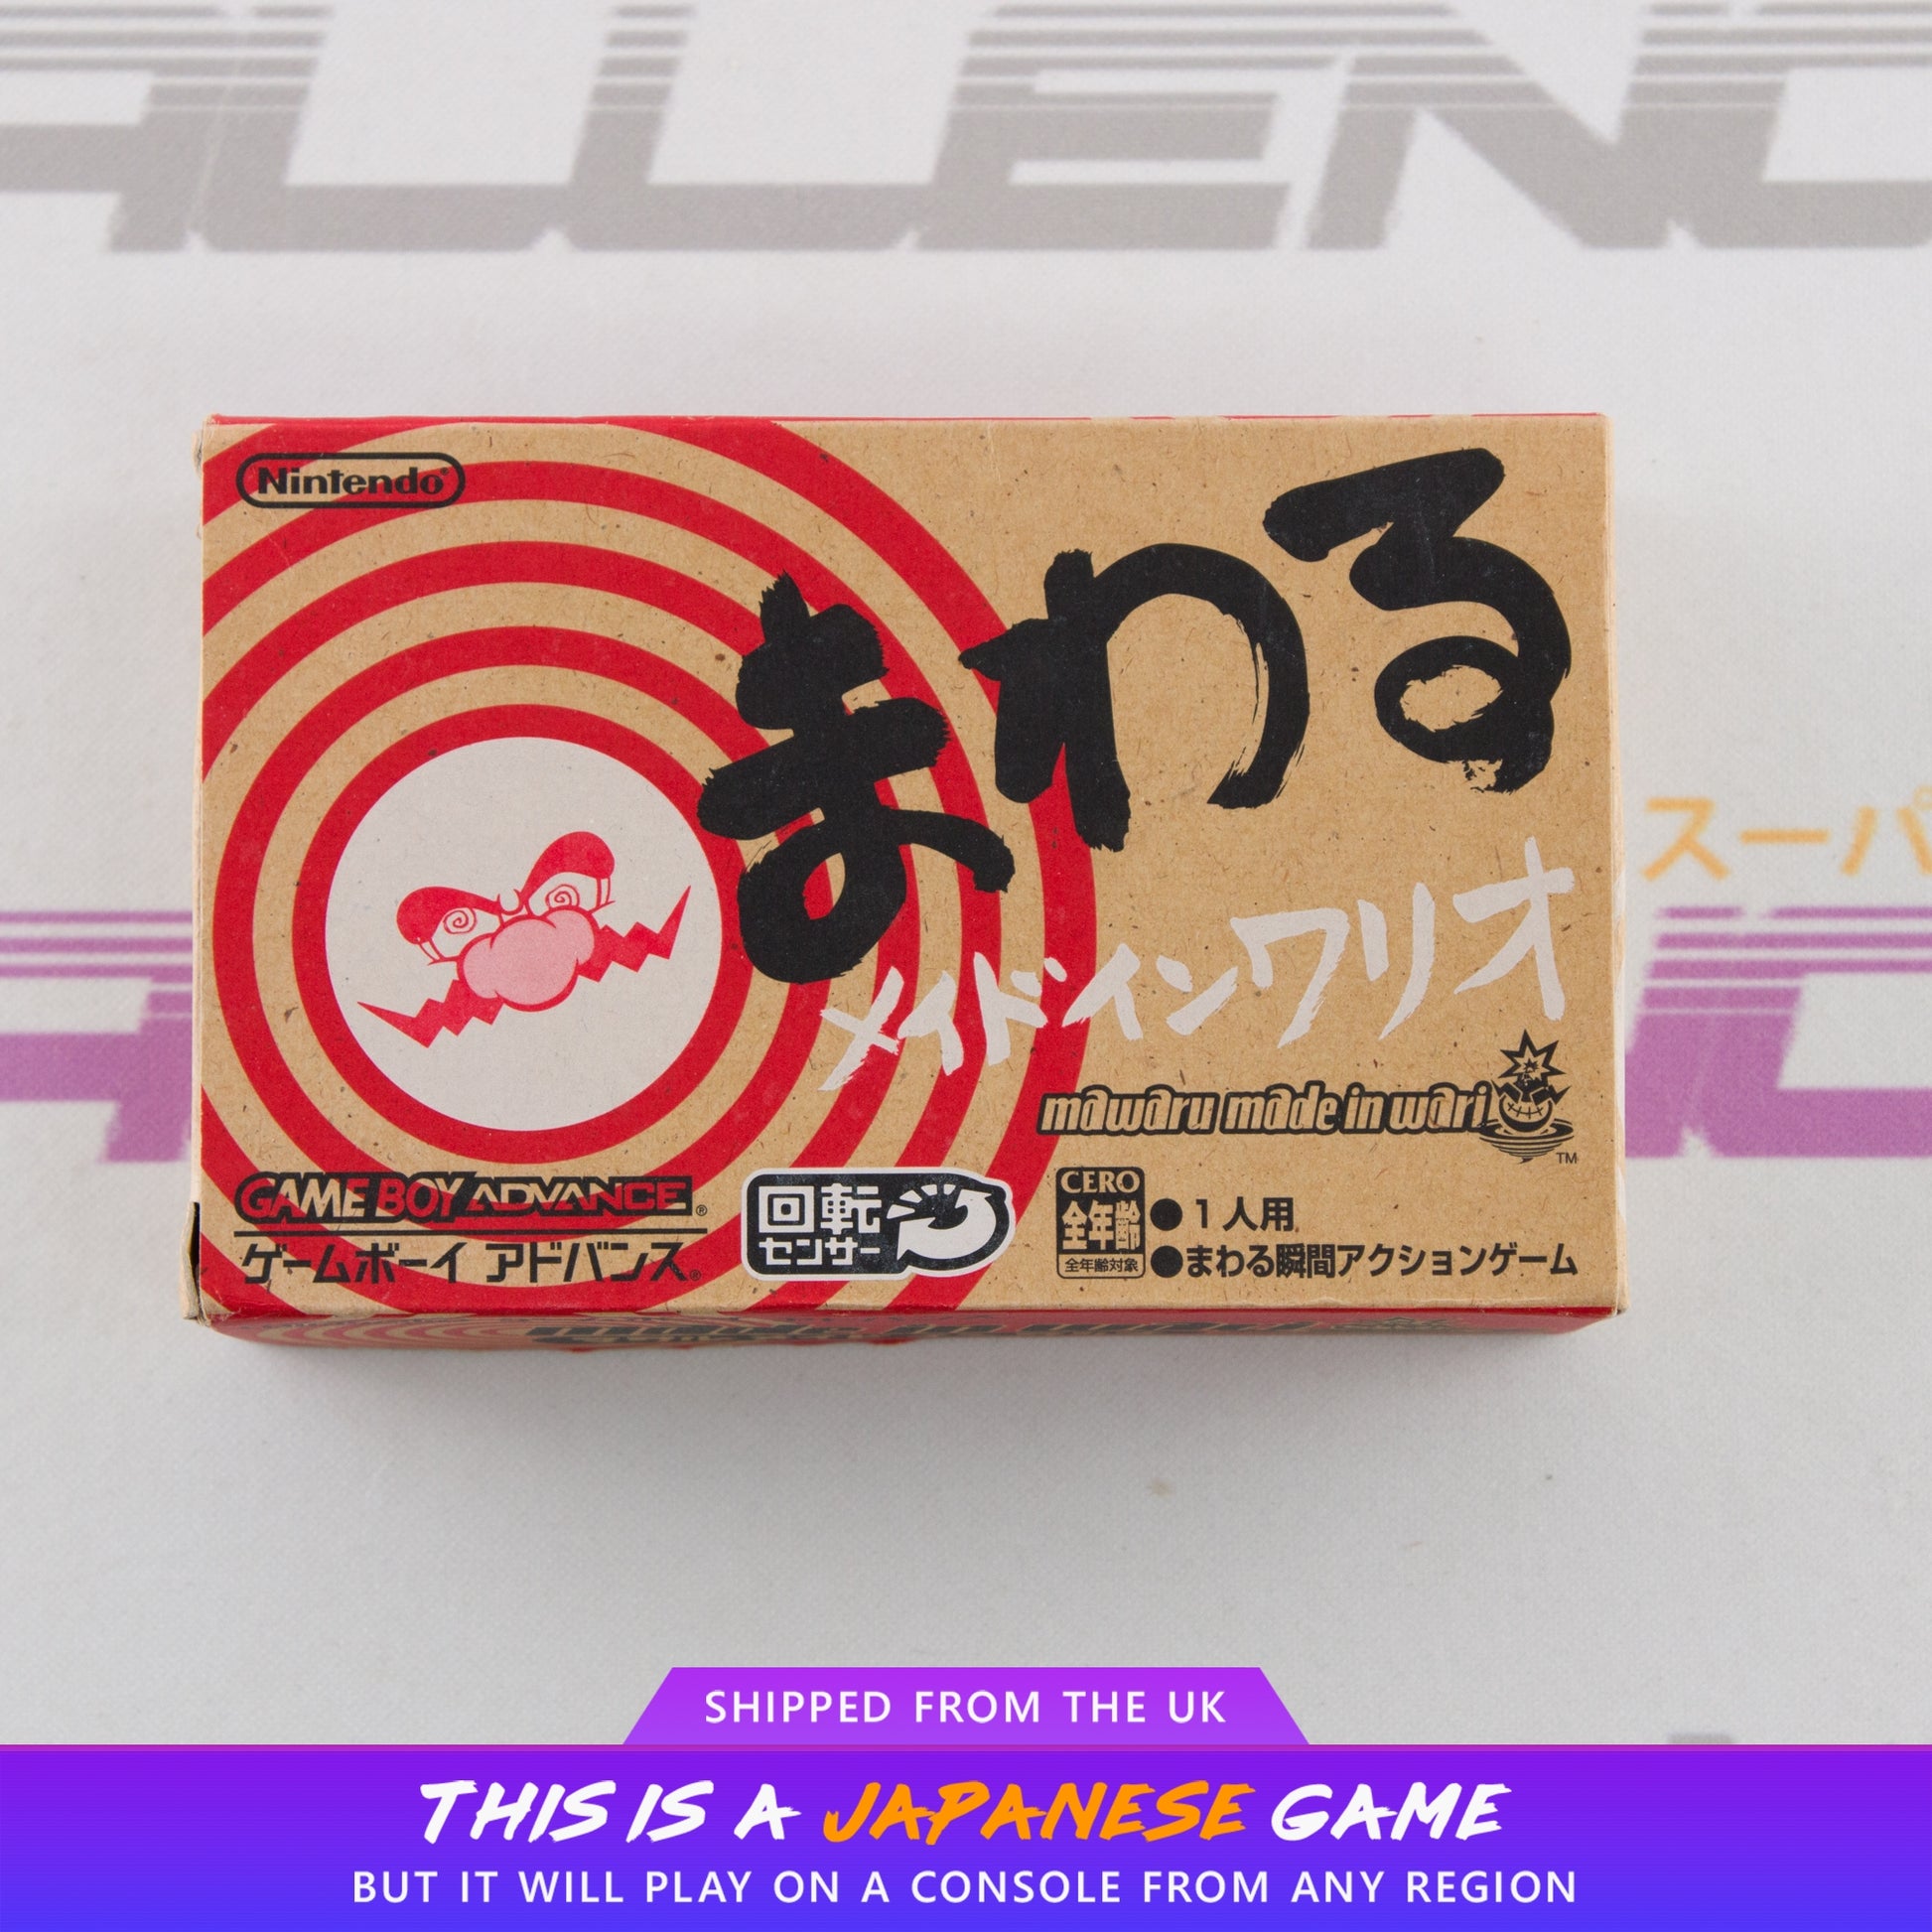 Nintendo®
まわる
メイドインワリオ
mawaru made in wario
TM
GAME BOY ADVANCE®
ゲームボーイ アドバンス®
回転
センサー
CERO
全年齢
全年齢対象
●1人用
●まわる瞬間アクションゲーム
スーパ
SHIPPED FROM THE UK
THIS IS A JAPANESE GAME
BUT IT WILL PLAY ON A CONSOLE FROM ANY REGION